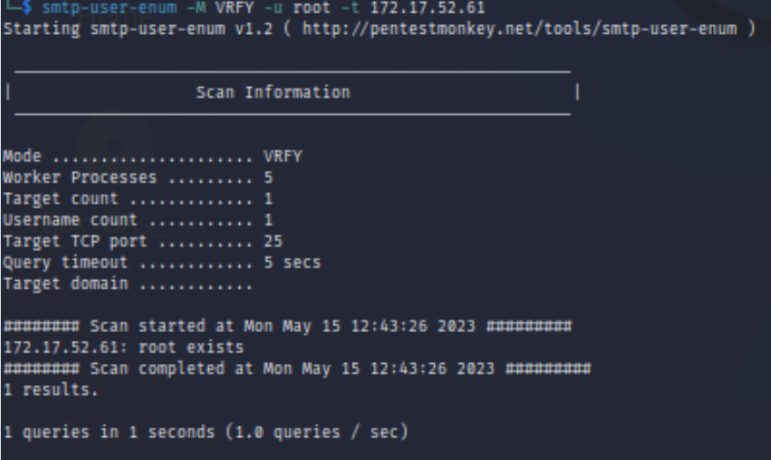 └─$ smtp-user-enum -M VRFY -u root -t 172.17.52.61
Starting smtp-user-enum v1.2 ( http://pentestmonkey.net/tools/smtp-user-enum )
| Scan Information |
Mode ..................... VRFY
Worker Processes ......... 5
Target count ............. 1
Username count ........... 1
Target TCP port .......... 25
Query timeout ............ 5 secs
Target domain ............
######## Scan started at Mon May 15 12:43:26 2023 #########
172.17.52.61: root exists
######## Scan completed at Mon May 15 12:43:26 2023 #########
1 results.
1 queries in 1 seconds (1.0 queries / sec)